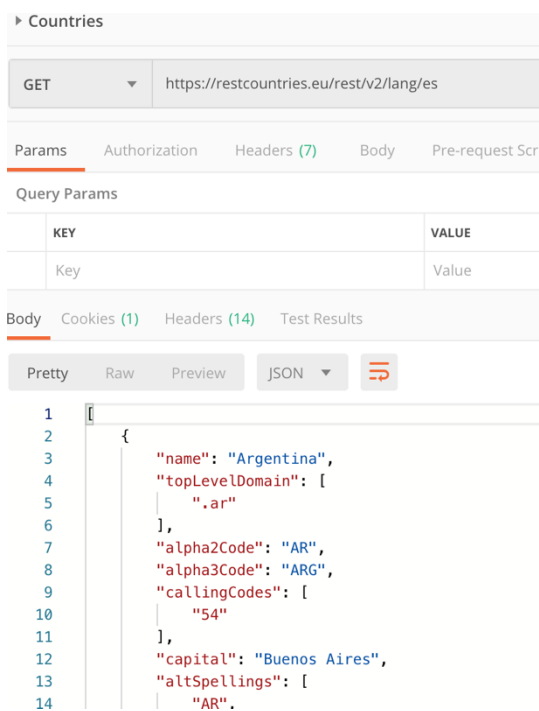 Countries
GET https://restcountries.eu/rest/v2/lang/es
Params Authorization Headers (7) Body Pre-request Scr
Query Params
KEY VALUE
Key Value
Body Cookies (1) Headers (14) Test Results
Pretty Raw Preview JSON
1 [
2 {
3 "name": "Argentina",
4 "topLevelDomain": [
5 ".ar"
6 ],
7 "alpha2Code": "AR",
8 "alpha3Code": "ARG",
9 "callingCodes": [
10 "54"
11 ],
12 "capital": "Buenos Aires",
13 "altSpellings": [
14 "AR",